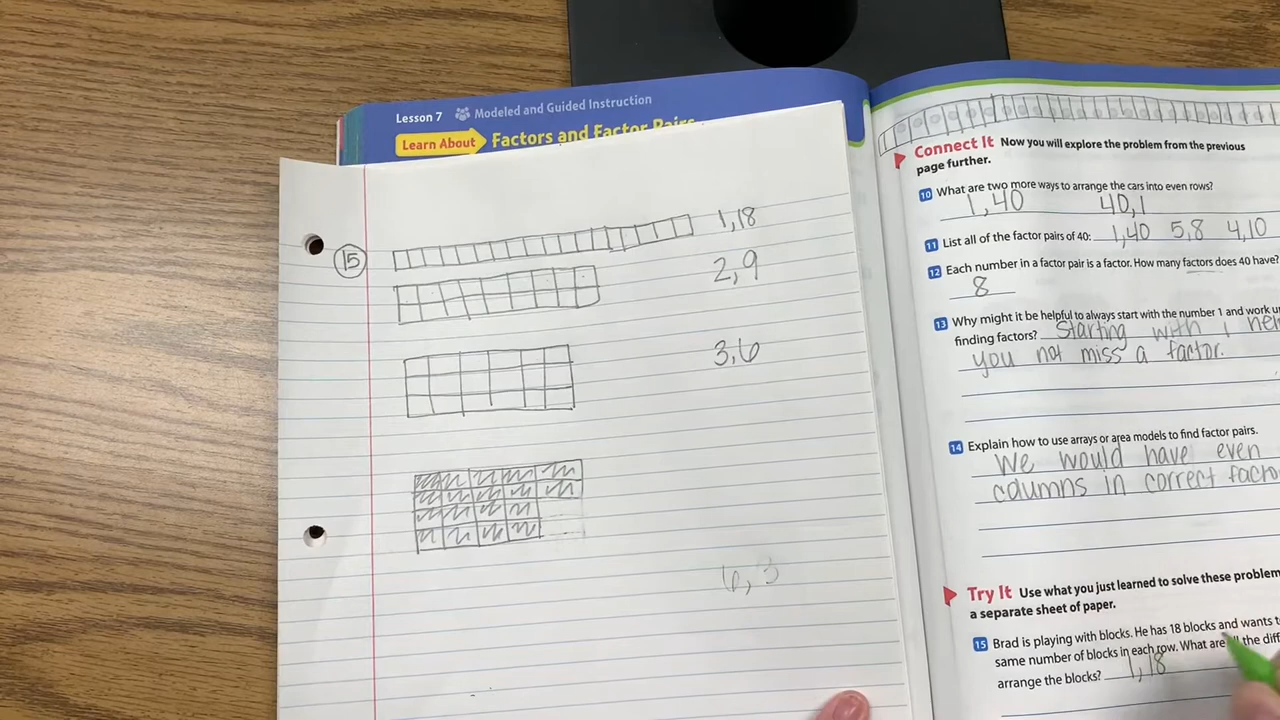 Lesson 7 Modeled and Guided Instruction
Learn About Factors and Factor Pairs
15
1,18
2,9
3,6
6,3
Connect It Now you will explore the problem from the previous
page further.
10 What are two more ways to arrange the cars into even rows?
1,40 40,1
11 List all of the factor pairs of 40: 1,40 5,8 4,10
12 Each number in a factor pair is a factor. How many factors does 40 have?
8
13 Why might it be helpful to always start with the number 1 and work
finding factors? Starting with 1
you not miss a factor.
14 Explain how to use arrays or area models to find factor pairs.
We would have even
columns in correct
Try It Use what you just learned to solve these
a separate sheet of paper.
15 Brad is playing with blocks. He has 18 blocks and wants
same number of blocks in each row. What are the
arrange the blocks? 1,18